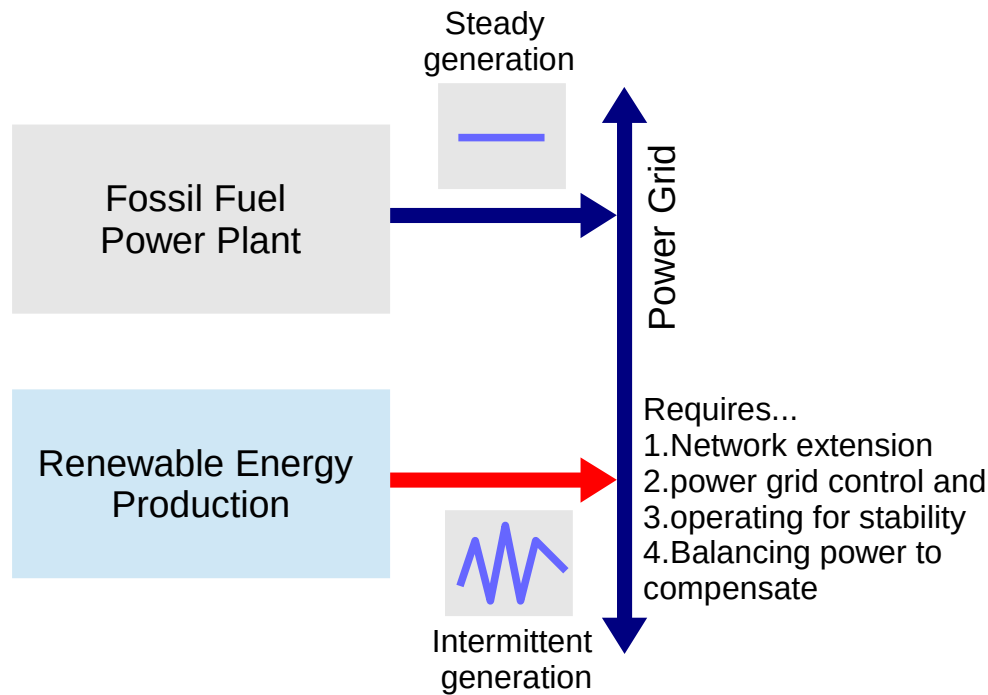 Steady
generation
Fossil Fuel
Power Plant
Power Grid
Renewable Energy
Production
Requires...
1.Network extension
2.power grid control and
3.operating for stability
4.Balancing power to
compensate
Intermittent
generation